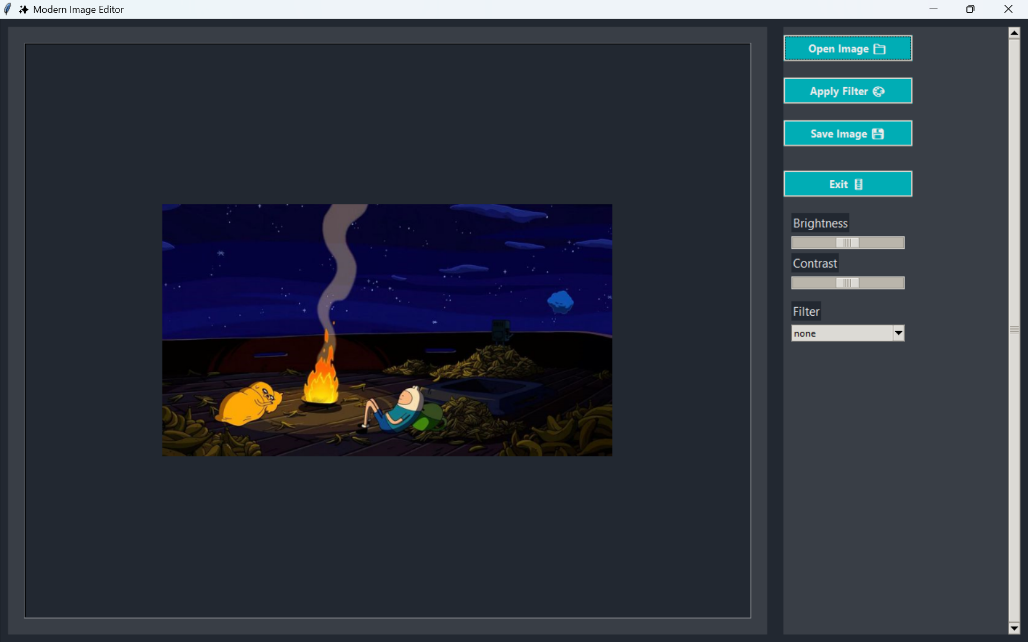 Modern Image Editor
Open Image
Apply Filter
Save Image
Exit
Brightness
Contrast
Filter
none